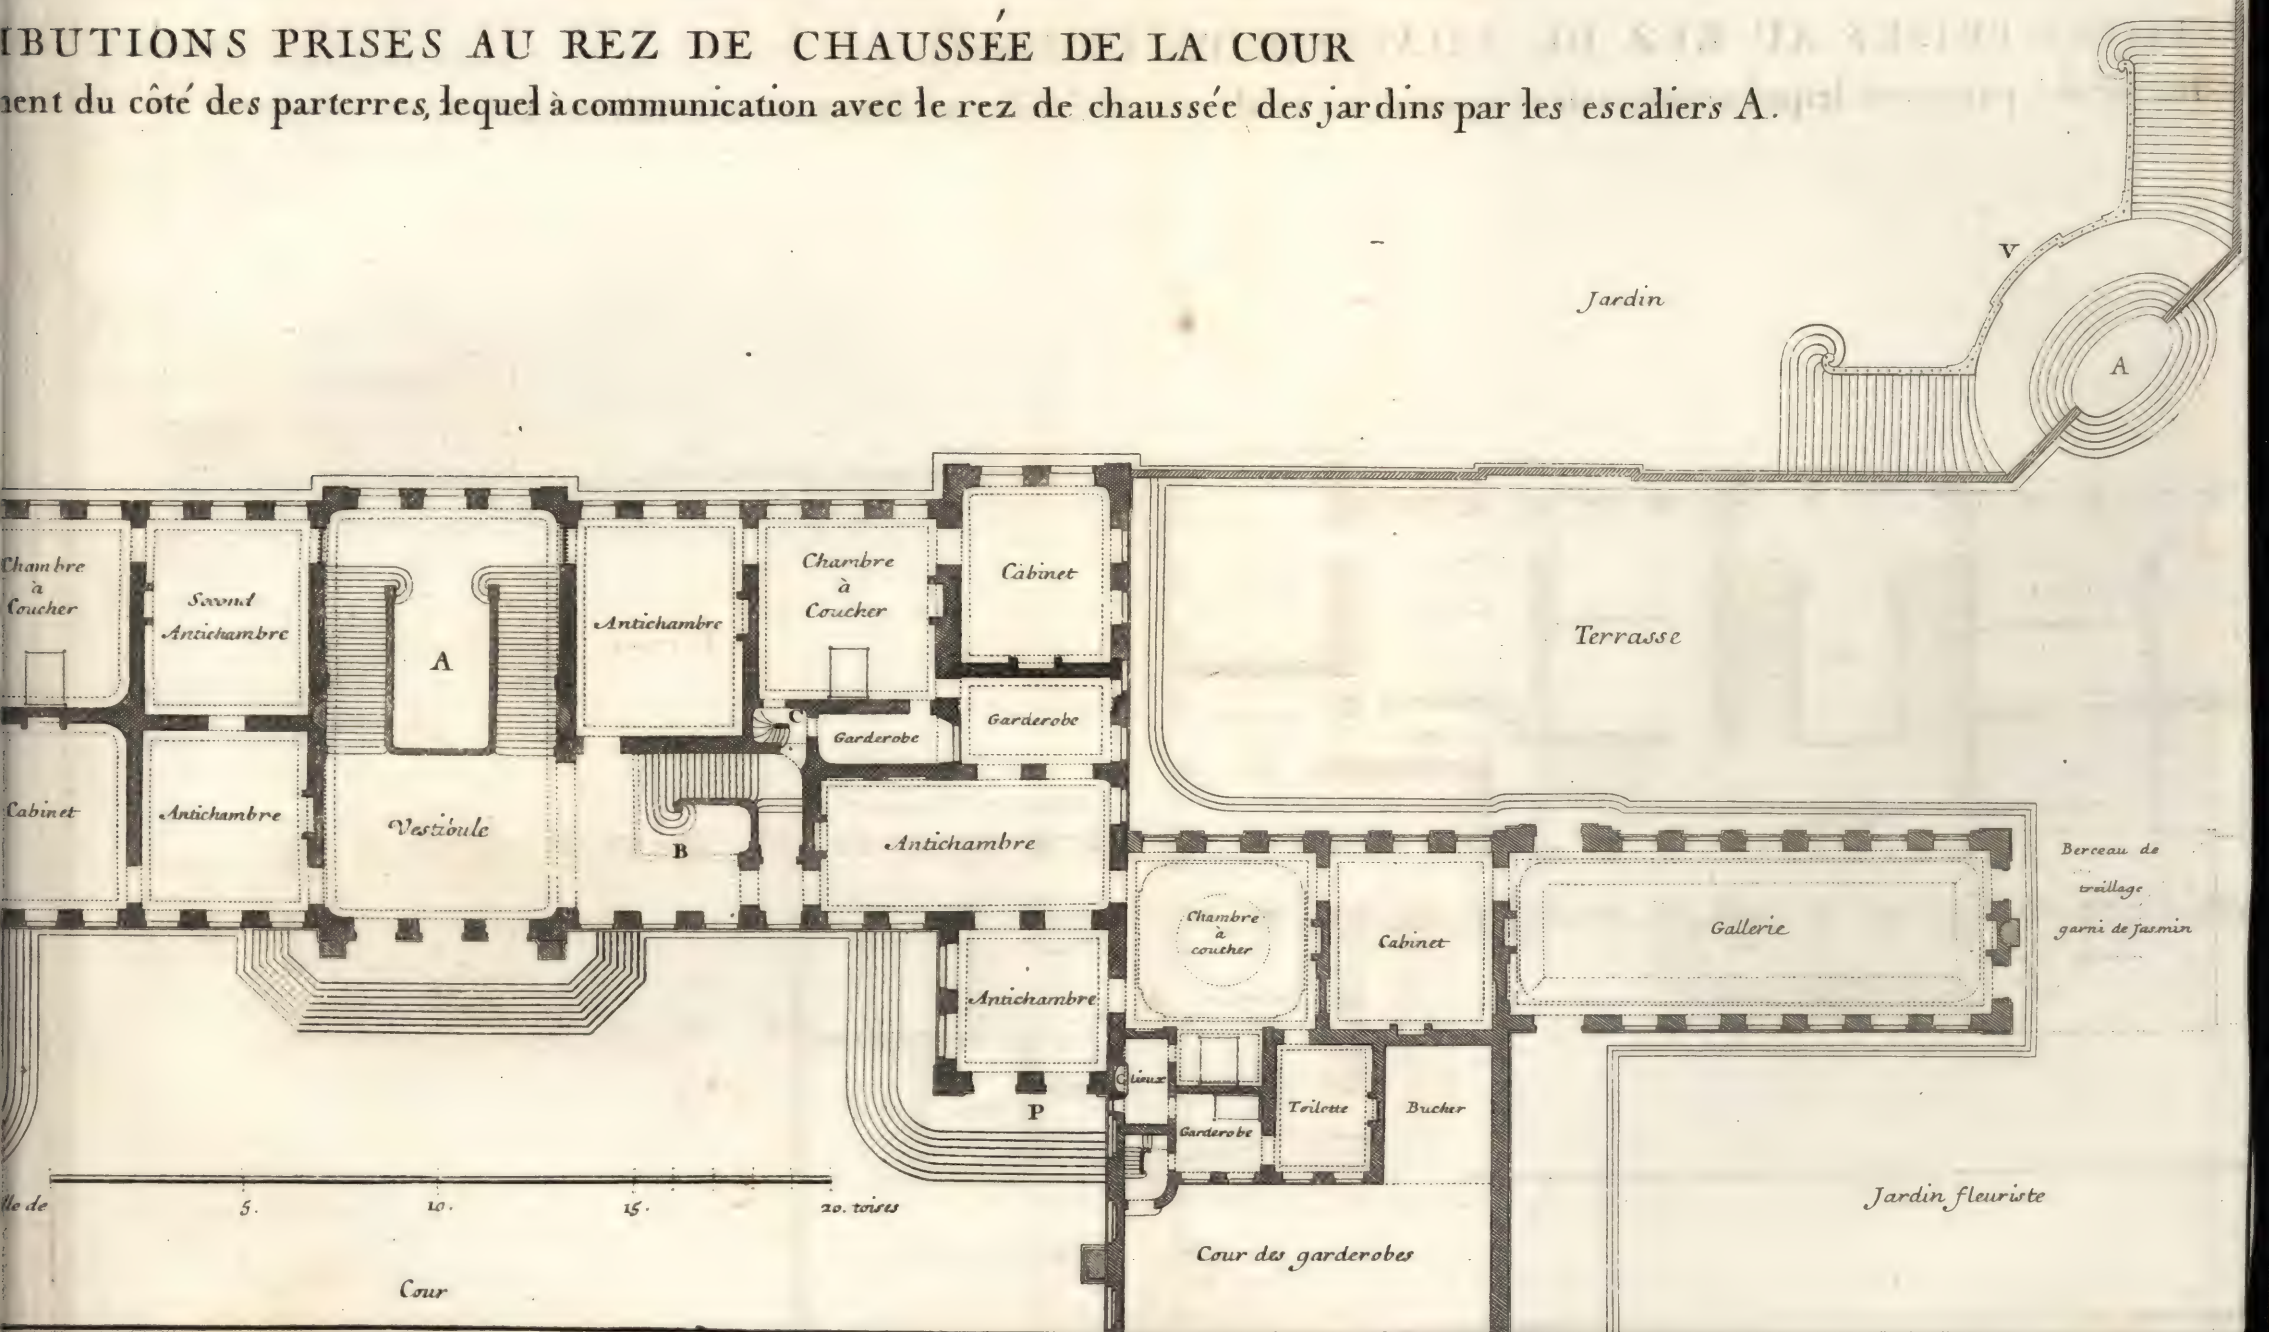 IBUTIONS PRISES AU REZ DE CHAUSSÉE DE LA COUR
ent du côté des parterres, lequel à communication avec le rez de chaussée des jardins par les escaliers A.
V
Jardin
A
Chambre
à
Coucher
Second
Antichambre
A
Antichambre
Chambre
à
Coucher
Cabinet
Terrasse
C
Garderobe
Garderobe
Cabinet
Antichambre
Vestibule
B
Antichambre
Chambre
à
coucher
Cabinet
Gallerie
Berceau de
treillage
garni de Jasmin
Antichambre
P
C
Lieux
Garderobe
Toilette
Bucher
lle de
5.
10.
15.
20. toises
Jardin fleuriste
Cour des garderobes
Cour